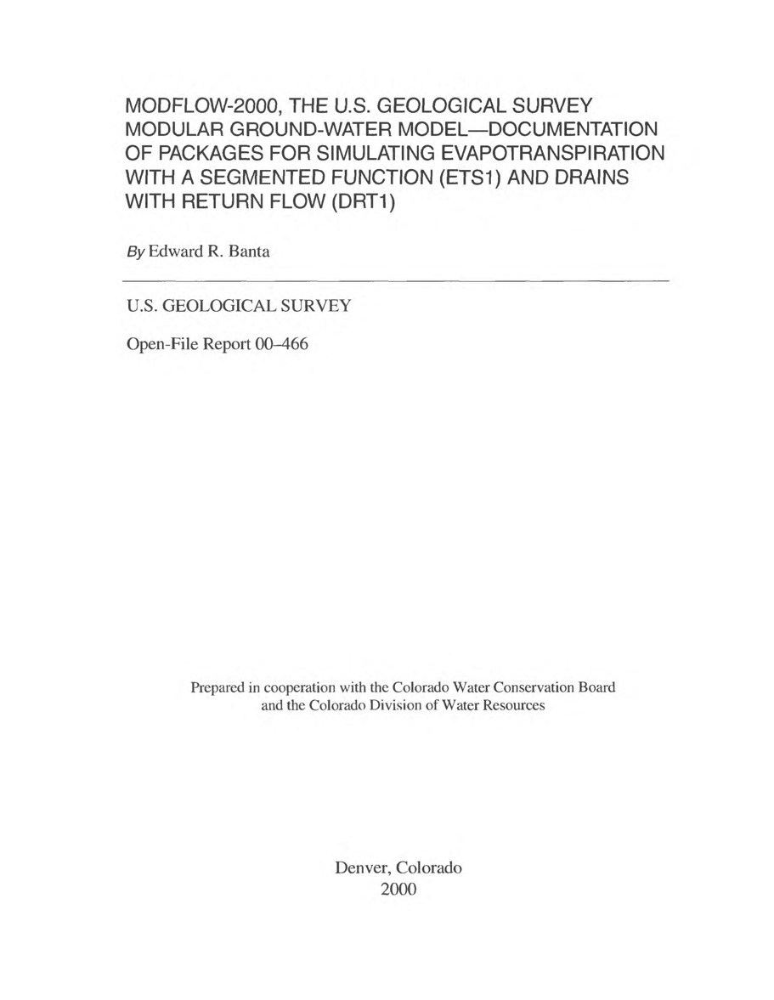 MODFLOW-2000, THE U.S. GEOLOGICAL SURVEY
MODULAR GROUND-WATER MODEL—DOCUMENTATION
OF PACKAGES FOR SIMULATING EVAPOTRANSPIRATION
WITH A SEGMENTED FUNCTION (ETS1) AND DRAINS
WITH RETURN FLOW (DRT1)
By Edward R. Banta
U.S. GEOLOGICAL SURVEY
Open-File Report 00–466
Prepared in cooperation with the Colorado Water Conservation Board
and the Colorado Division of Water Resources
Denver, Colorado
2000